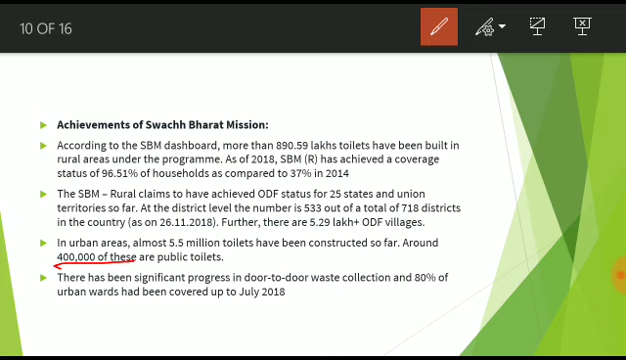 10 OF 16
Achievements of Swachh Bharat Mission:
According to the SBM dashboard, more than 890.59 lakhs toilets have been built in
rural areas under the programme. As of 2018, SBM (R) has achieved a coverage
status of 96.51% of households as compared to 37% in 2014
The SBM – Rural claims to have achieved ODF status for 25 states and union
territories so far. At the district level the number is 533 out of a total of 718 districts
in the country (as on 26.11.2018). Further, there are 5.29 lakh+ ODF villages.
In urban areas, almost 5.5 million toilets have been constructed so far. Around
400,000 of these are public toilets.
There has been significant progress in door-to-door waste collection and 80% of
urban wards had been covered up to July 2018